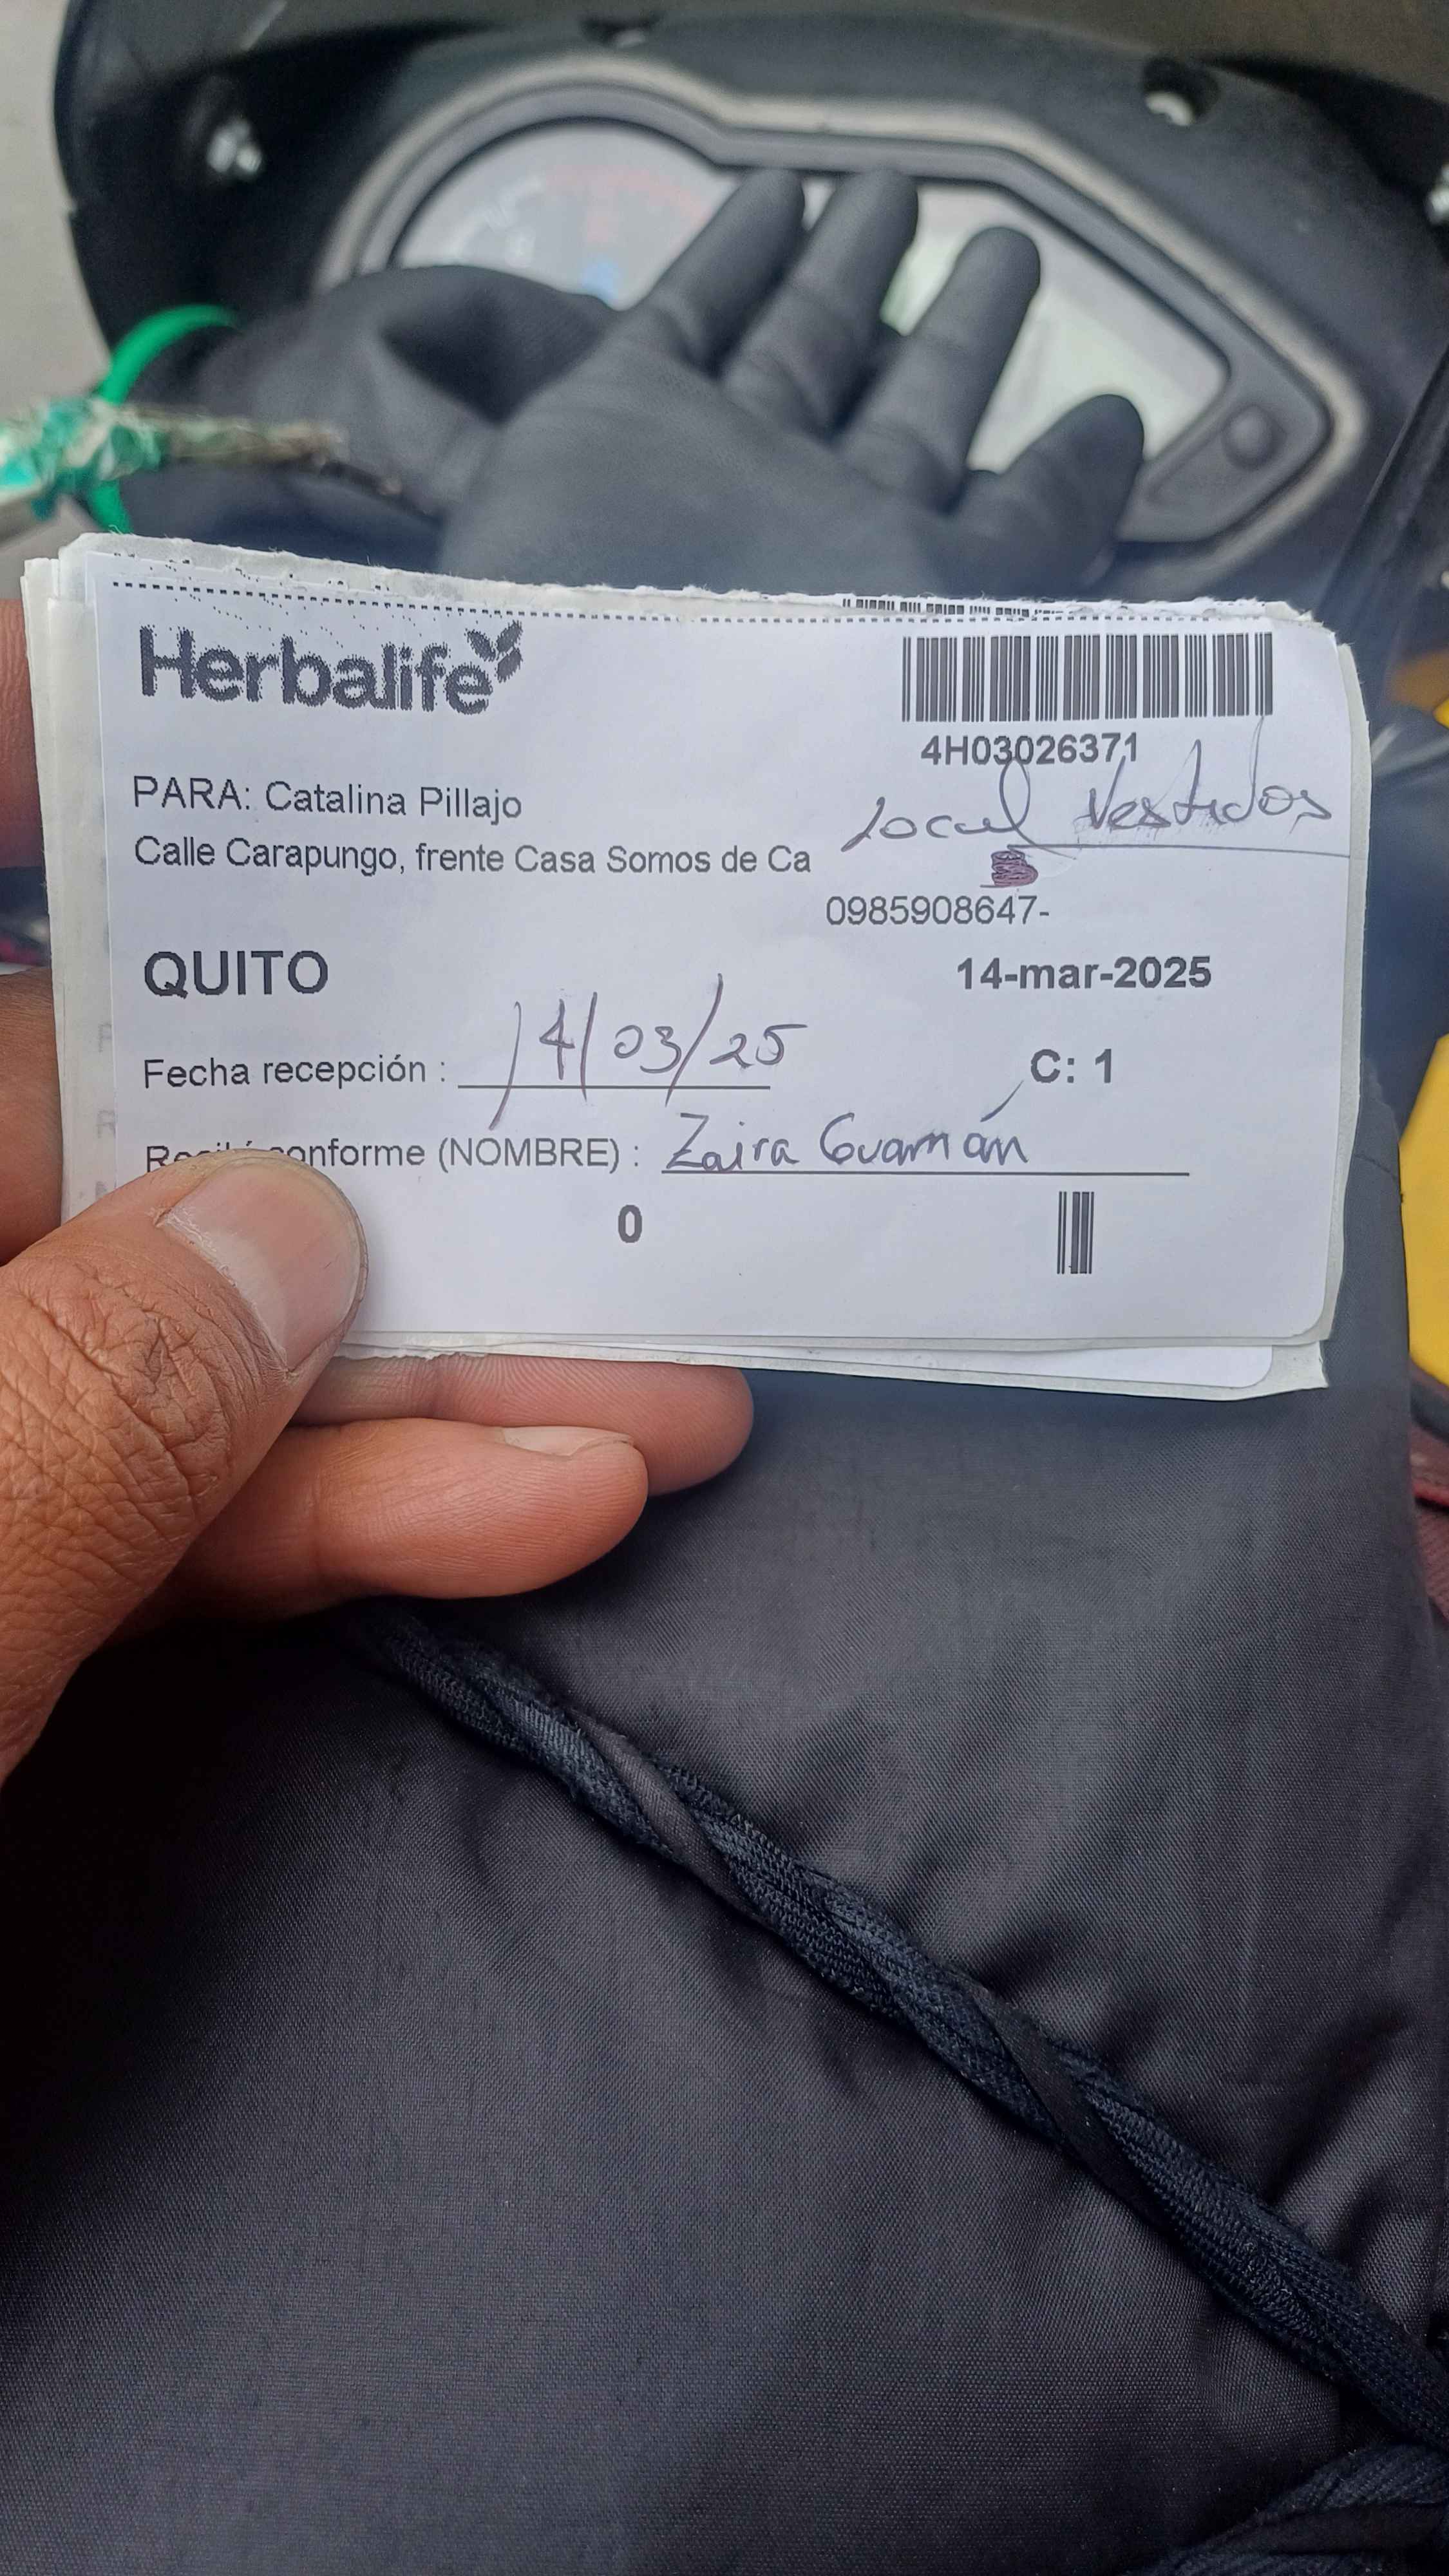 Herbalife
4H03026371
PARA: Catalina Pillajo
local Vestidos
Calle Carapungo, frente Casa Somos de Ca
0985908647-
QUITO
14-mar-2025
Fecha recepción : 14/03/25
C: 1
Recibí conforme (NOMBRE) : Zaira Guamán
0